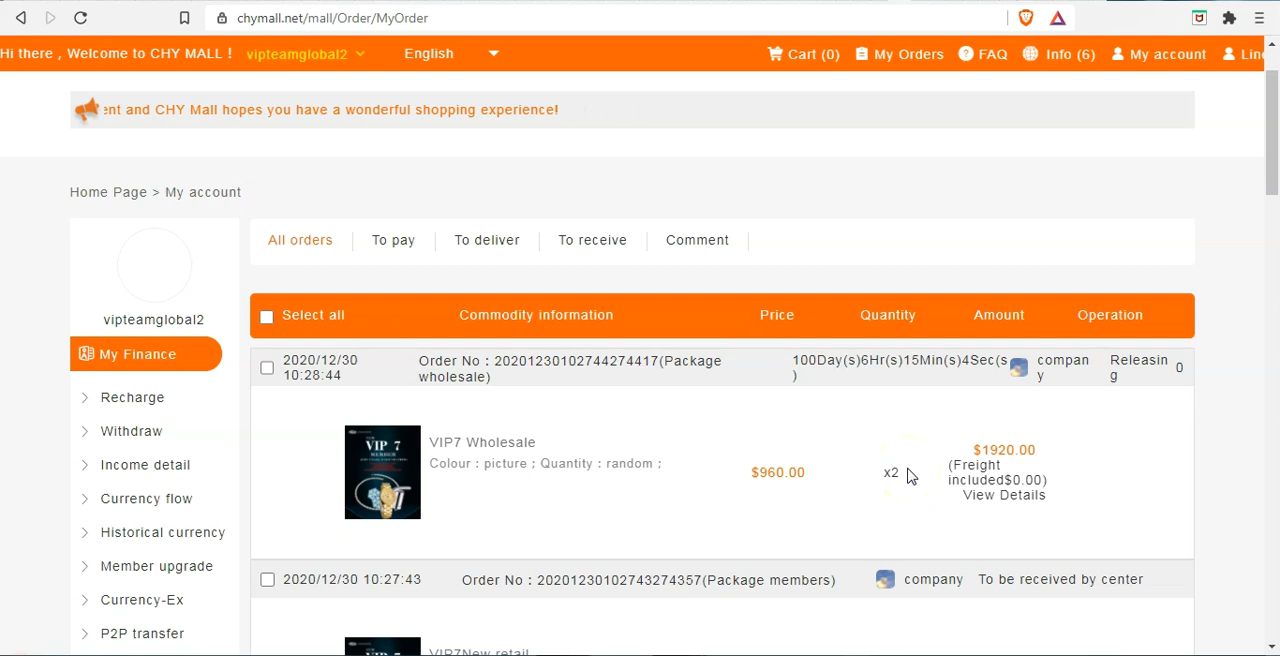 chymall.net/mall/Order/MyOrder
Hi there , Welcome to CHY MALL ! vipteamglobal2 English Cart (0) My Orders FAQ Info (6) My account
ent and CHY Mall hopes you have a wonderful shopping experience!
Home Page > My account
All orders To pay To deliver To receive Comment
vipteamglobal2
My Finance
Recharge
Withdraw
Income detail
Currency flow
Historical currency
Member upgrade
Currency-Ex
P2P transfer
Select all Commodity information Price Quantity Amount Operation
2020/12/30
10:28:44
Order No : 20201230102744274417(Package
wholesale)
100Day(s)6Hr(s)15Min(s)4Sec(s
)
compan
y
Releasin
g
0
VIP 7
MEMBER
VIP7 Wholesale
Colour : picture ; Quantity : random ;
$960.00
x2
$1920.00
(Freight
included$0.00)
View Details
2020/12/30 10:27:43 Order No : 20201230102743274357(Package members) company To be received by center
VIP7New retail